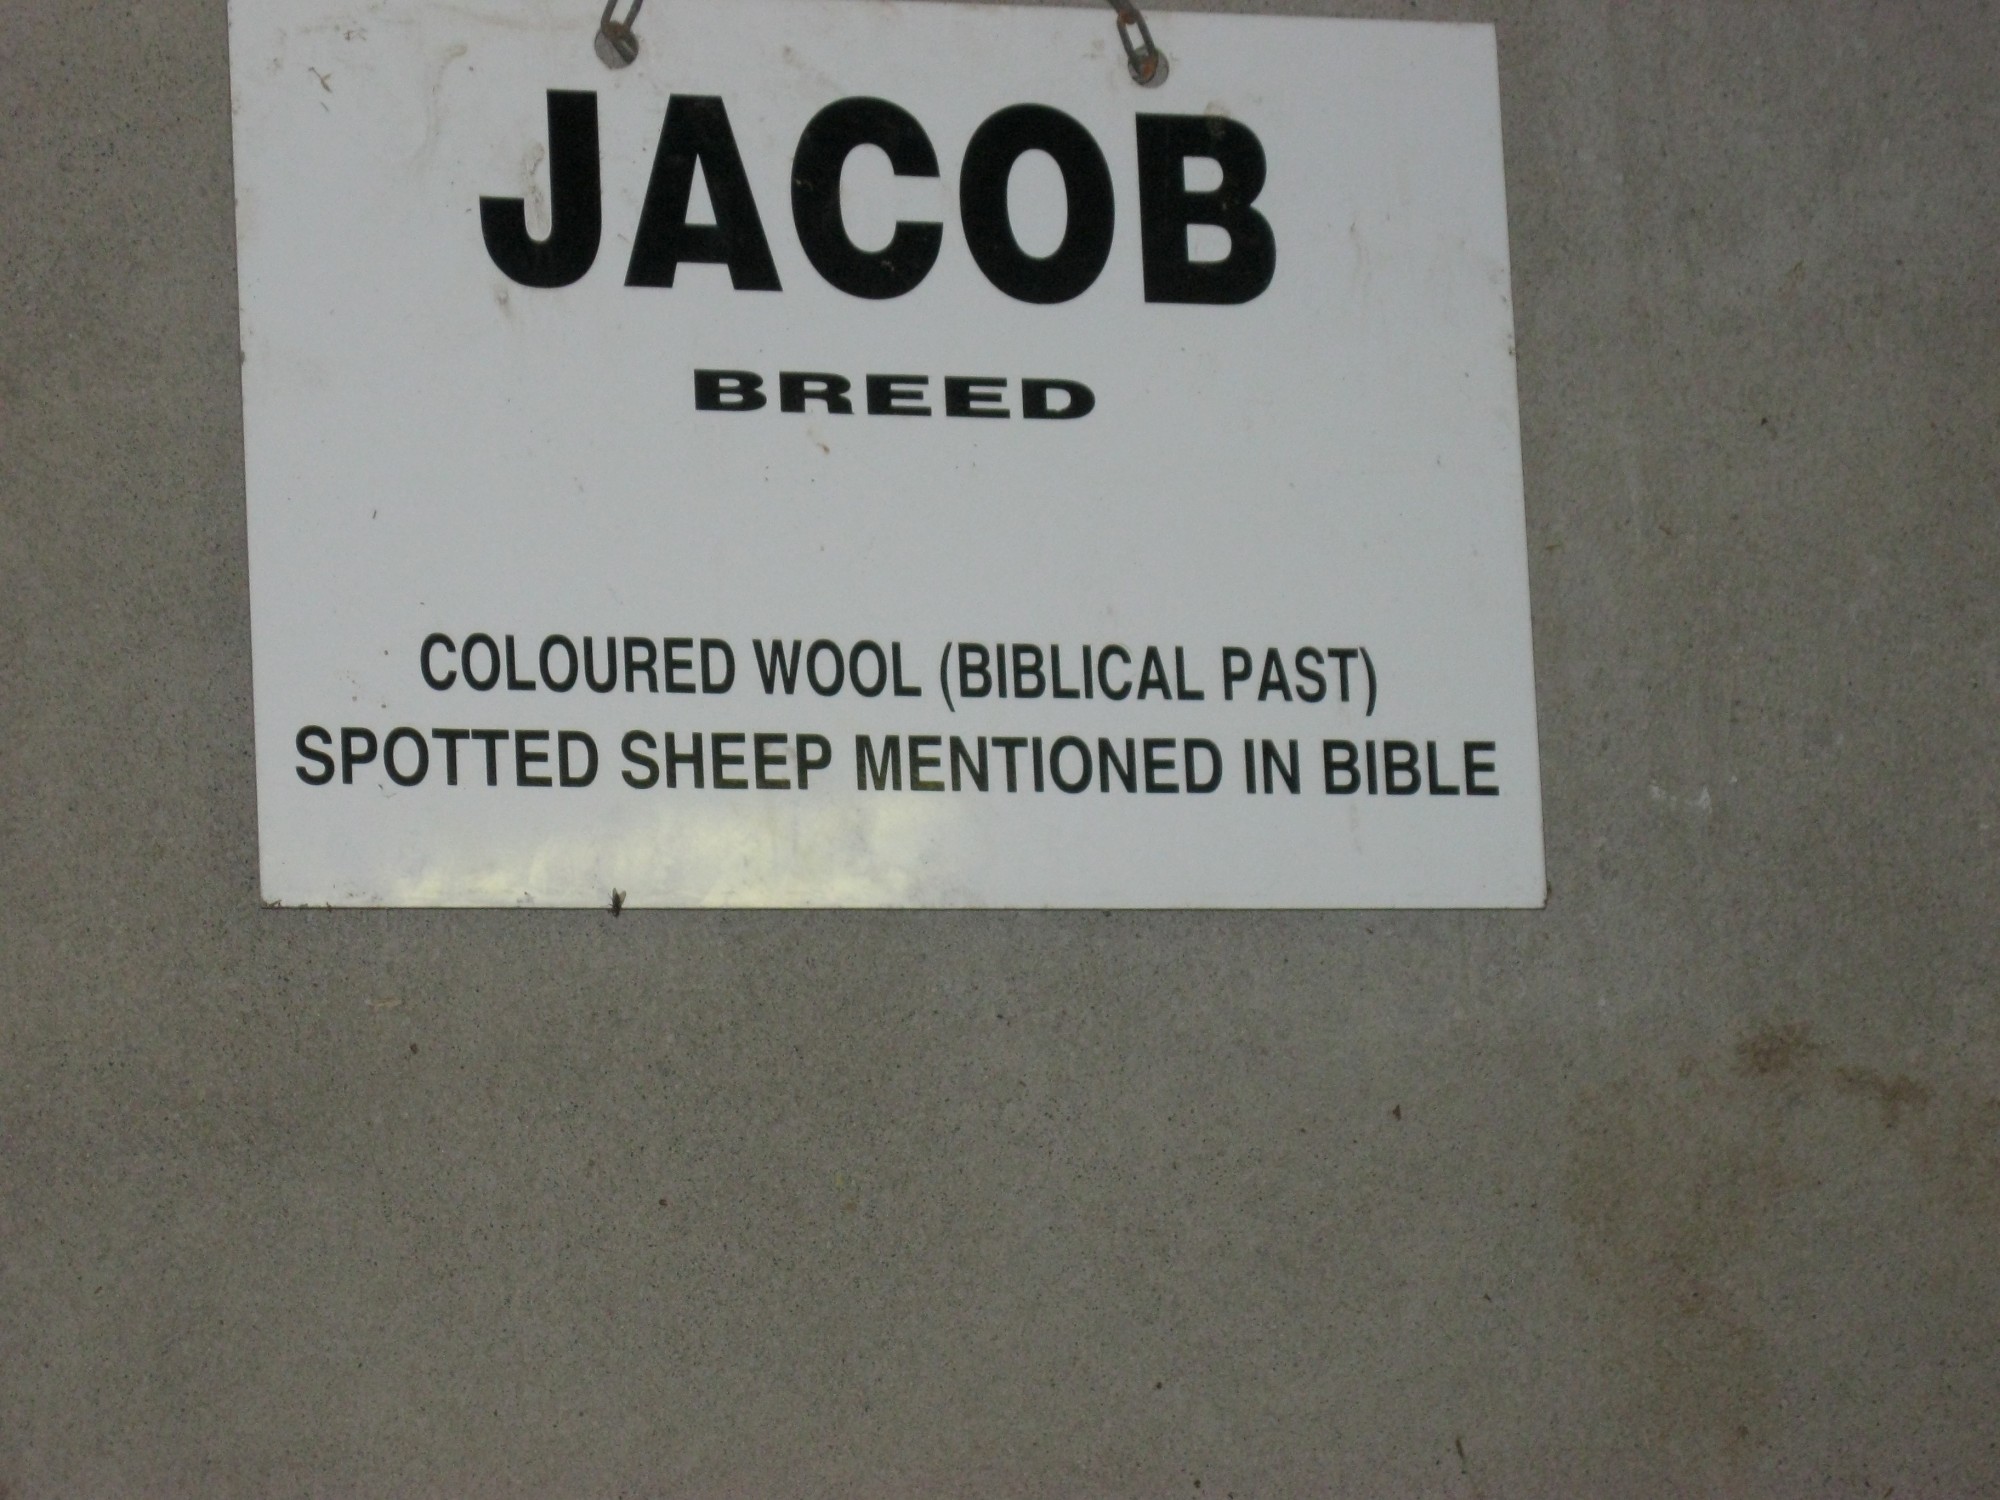 JACOB
BREED
COLOURED WOOL (BIBLICAL PAST)
SPOTTED SHEEP MENTIONED IN BIBLE